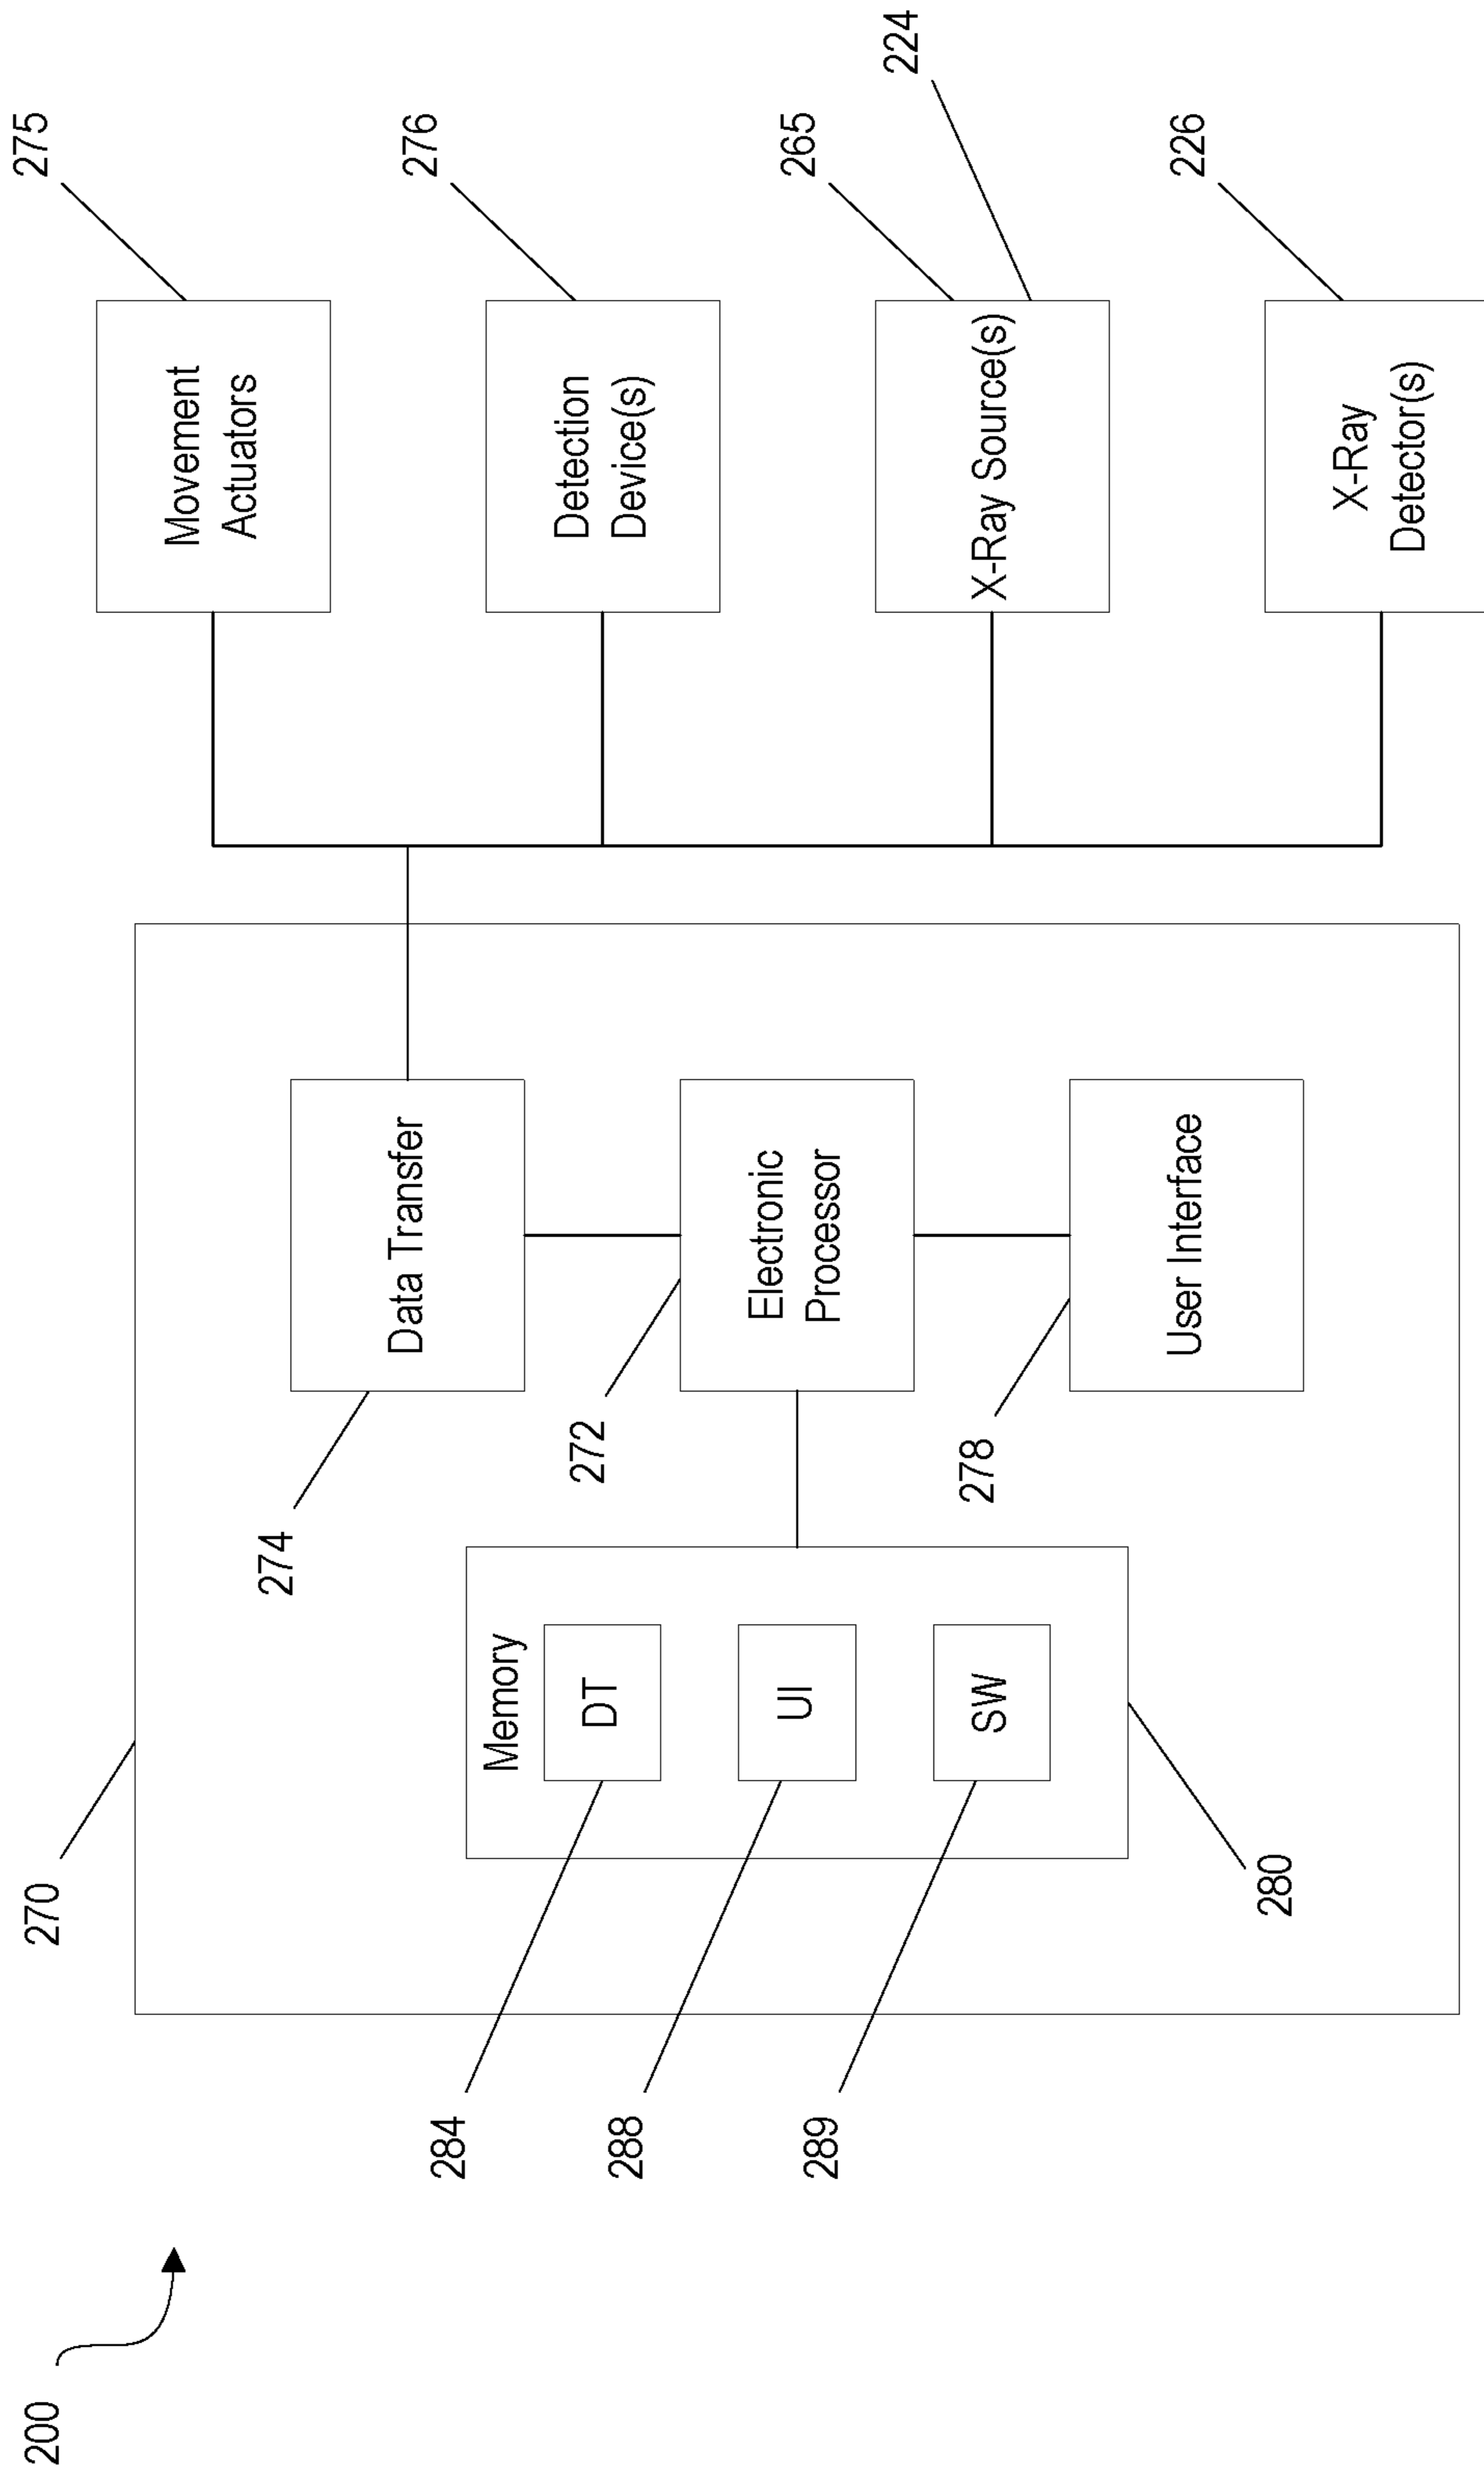 200
270
284
288
289
Memory
DT
UI
SW
280
274
Data Transfer
272
Electronic
Processor
278
User Interface
275
Movement
Actuators
276
Detection
Device(s)
265
224
X-Ray Source(s)
226
X-Ray
Detector(s)